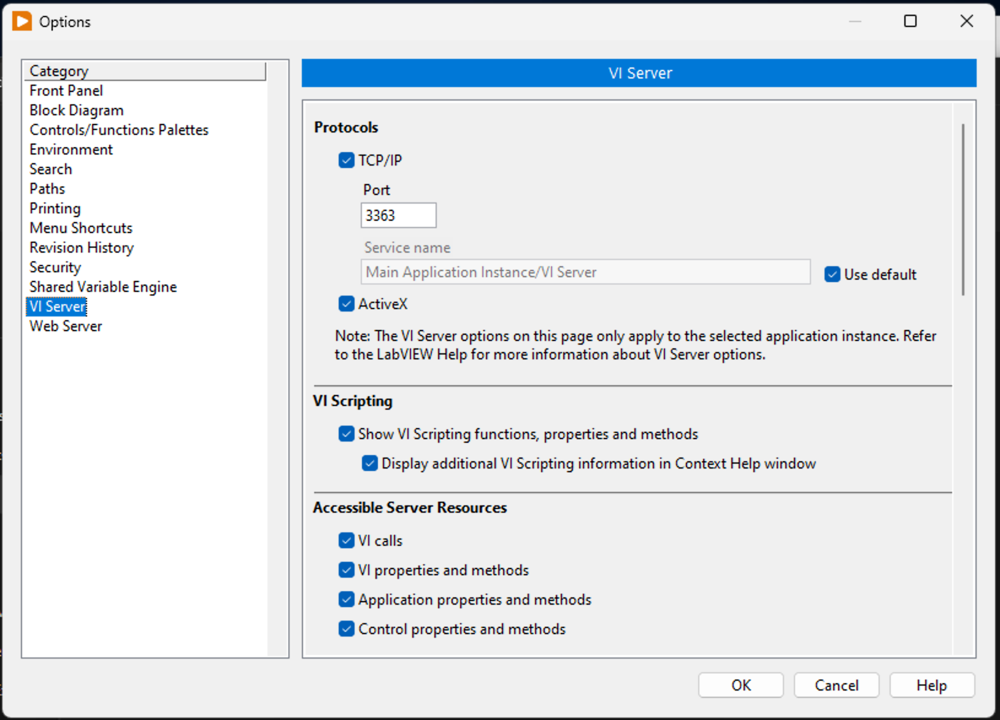 Options
Category
Front Panel
Block Diagram
Controls/Functions Palettes
Environment
Search
Paths
Printing
Menu Shortcuts
Revision History
Security
Shared Variable Engine
VI Server
Web Server
VI Server
Protocols
TCP/IP
Port
3363
Service name
Main Application Instance/VI Server
Use default
ActiveX
Note: The VI Server options on this page only apply to the selected application instance. Refer
to the LabVIEW Help for more information about VI Server options.
VI Scripting
Show VI Scripting functions, properties and methods
Display additional VI Scripting information in Context Help window
Accessible Server Resources
VI calls
VI properties and methods
Application properties and methods
Control properties and methods
OK
Cancel
Help